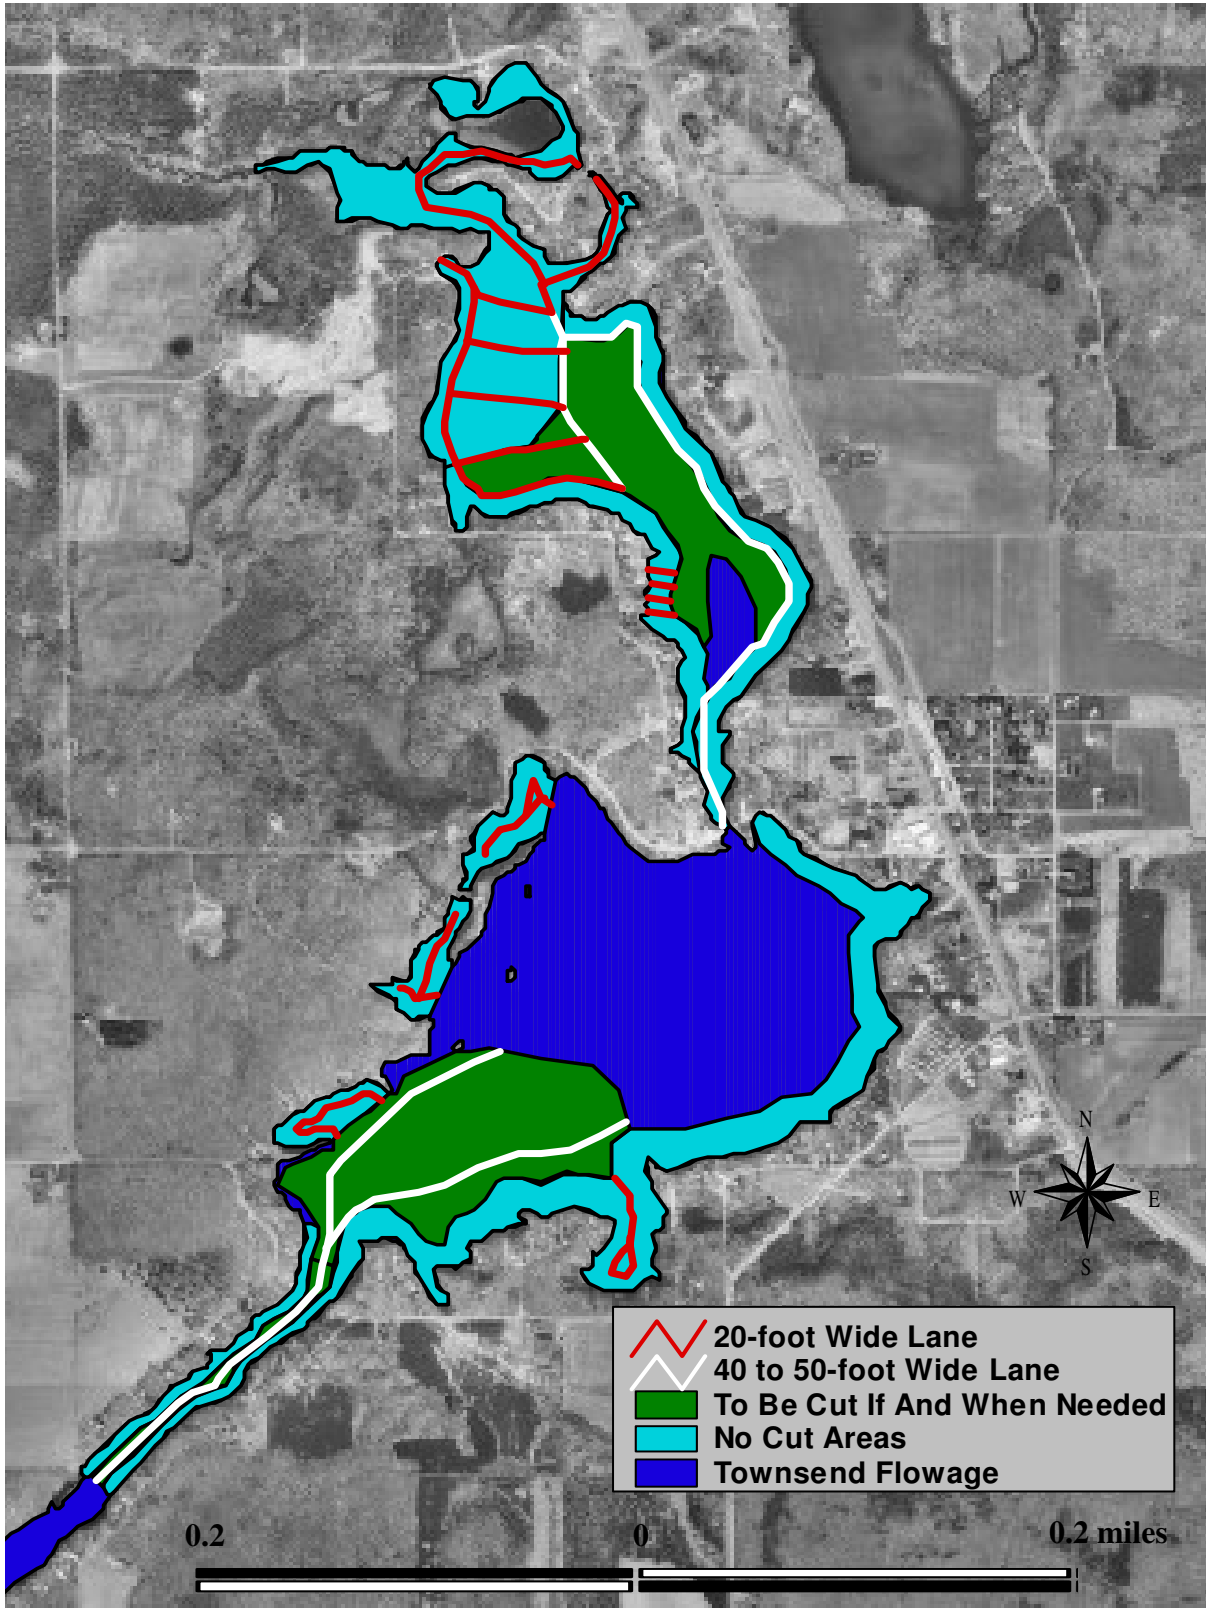 N
W E
S
20-foot Wide Lane
40 to 50-foot Wide Lane
To Be Cut If And When Needed
No Cut Areas
Townsend Flowage
0.2 0 0.2 miles